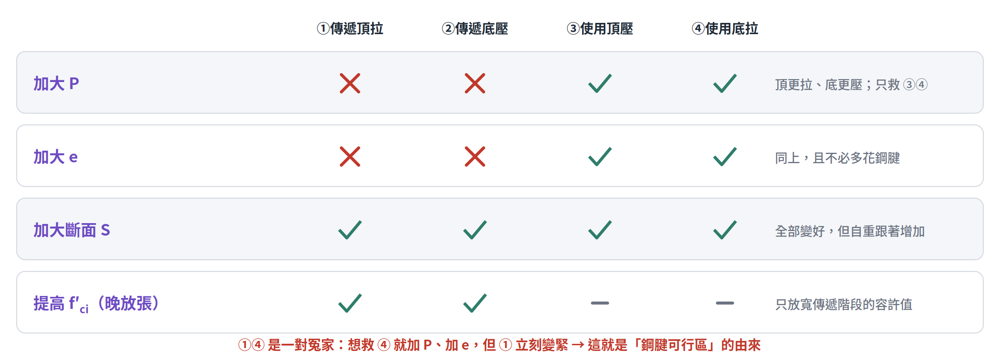 ①傳遞頂拉 ②傳遞底壓 ③使用頂壓 ④使用底拉
加大 P 頂更拉、底更壓；只救 ③④
加大 e 同上，且不必多花鋼腱
加大斷面 S 全部變好，但自重跟著增加
提高 f′ci（晚放張） 只放寬傳遞階段的容許值
①④ 是一對冤家：想救 ④ 就加 P、加 e，但 ① 立刻變緊 → 這就是「鋼腱可行區」的由來